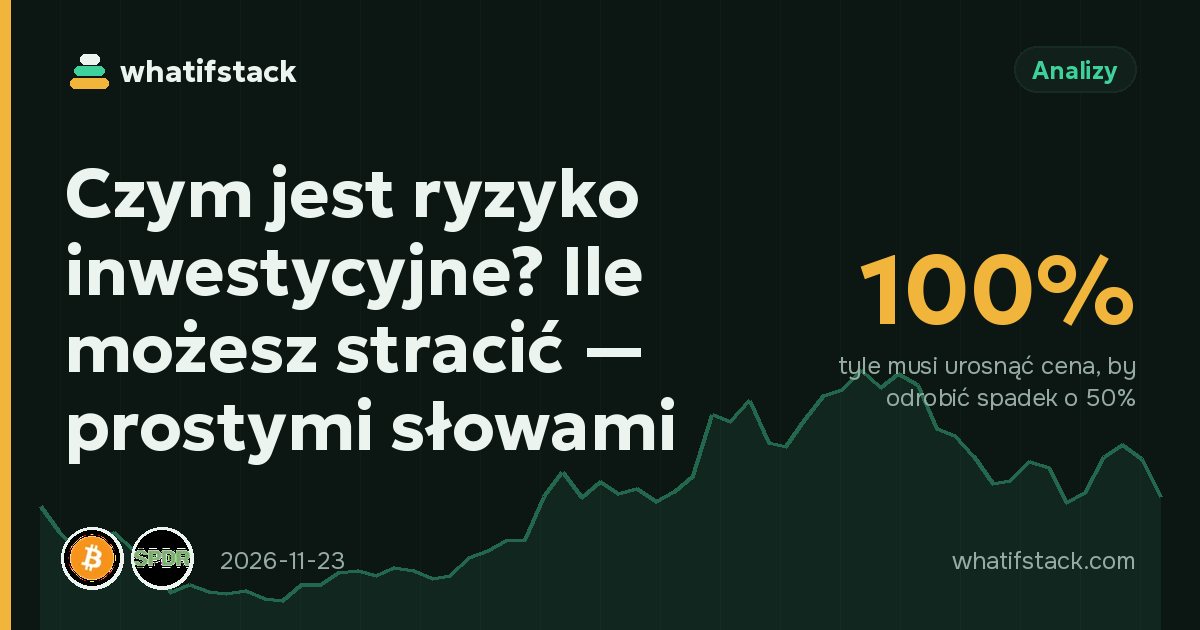 whatifstack
Analizy
Czym jest ryzyko
inwestycyjne? Ile
możesz stracić —
prostymi słowami
100%
tyle musi urosnąć cena, by
odrobić spadek o 50%
SPDR
2026-11-23
whatifstack.com